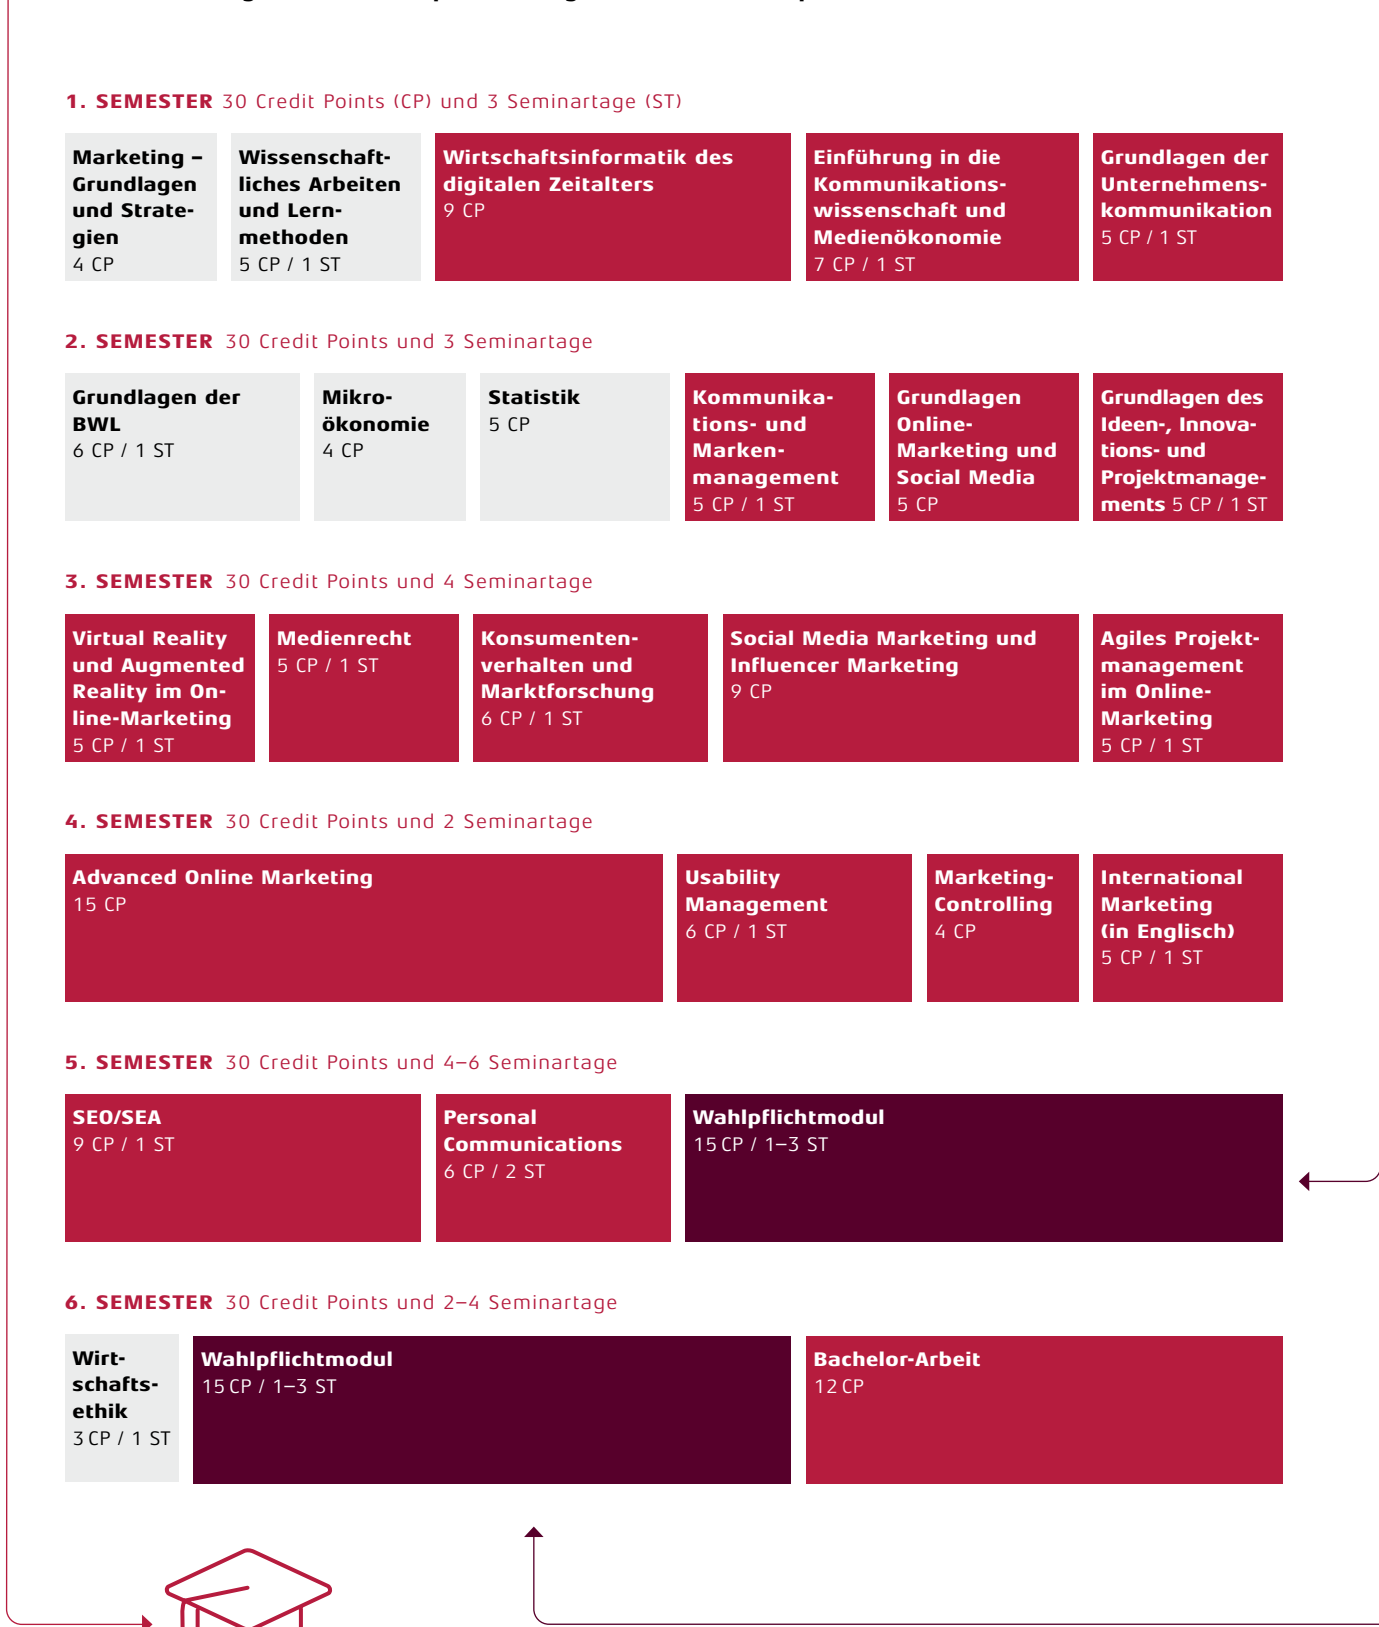 1. SEMESTER 30 Credit Points (CP) und 3 Seminartage (ST)
Marketing –
Grundlagen
und Strate-
gien
4 CP
Wissenschaft-
liches Arbeiten
und Lern-
methoden
5 CP / 1 ST
Wirtschaftsinformatik des
digitalen Zeitalters
9 CP
Einführung in die
Kommunikations-
wissenschaft und
Medienökonomie
7 CP / 1 ST
Grundlagen der
Unternehmens-
kommunikation
5 CP / 1 ST
2. SEMESTER 30 Credit Points und 3 Seminartage
Grundlagen der
BWL
6 CP / 1 ST
Mikro-
ökonomie
4 CP
Statistik
5 CP
Kommunika-
tions- und
Marken-
management
5 CP / 1 ST
Grundlagen
Online-
Marketing und
Social Media
5 CP
Grundlagen des
Ideen-, Innova-
tions- und
Projektmanage-
ments 5 CP / 1 ST
3. SEMESTER 30 Credit Points und 4 Seminartage
Virtual Reality
und Augmented
Reality im On-
line-Marketing
5 CP / 1 ST
Medienrecht
5 CP / 1 ST
Konsumenten-
verhalten und
Marktforschung
6 CP / 1 ST
Social Media Marketing und
Influencer Marketing
9 CP
Agiles Projekt-
management
im Online-
Marketing
5 CP / 1 ST
4. SEMESTER 30 Credit Points und 2 Seminartage
Advanced Online Marketing
15 CP
Usability
Management
6 CP / 1 ST
Marketing-
Controlling
4 CP
International
Marketing
(in Englisch)
5 CP / 1 ST
5. SEMESTER 30 Credit Points und 4–6 Seminartage
SEO/SEA
9 CP / 1 ST
Personal
Communications
6 CP / 2 ST
Wahlpflichtmodul
15 CP / 1–3 ST
6. SEMESTER 30 Credit Points und 2–4 Seminartage
Wirt-
schafts-
ethik
3 CP / 1 ST
Wahlpflichtmodul
15 CP / 1–3 ST
Bachelor-Arbeit
12 CP